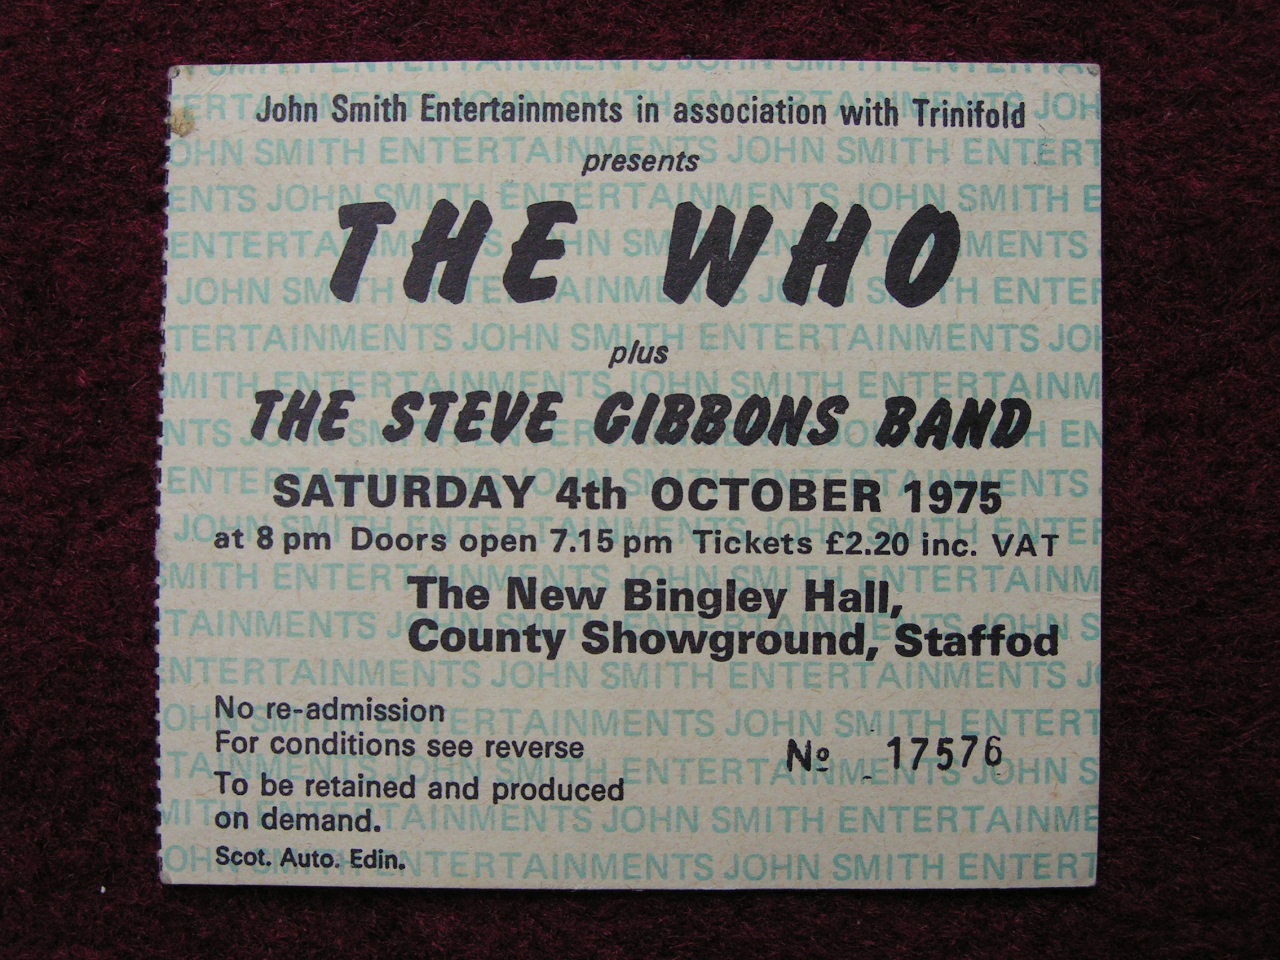 John Smith Entertainments in association with Trinifold
presents
THE WHO
plus
THE STEVE GIBBONS BAND
SATURDAY 4th OCTOBER 1975
at 8 pm Doors open 7.15 pm Tickets £2.20 inc. VAT
The New Bingley Hall,
County Showground, Staffod
No re-admission
For conditions see reverse
Nº 17576
To be retained and produced
on demand.
Scot. Auto. Edin.